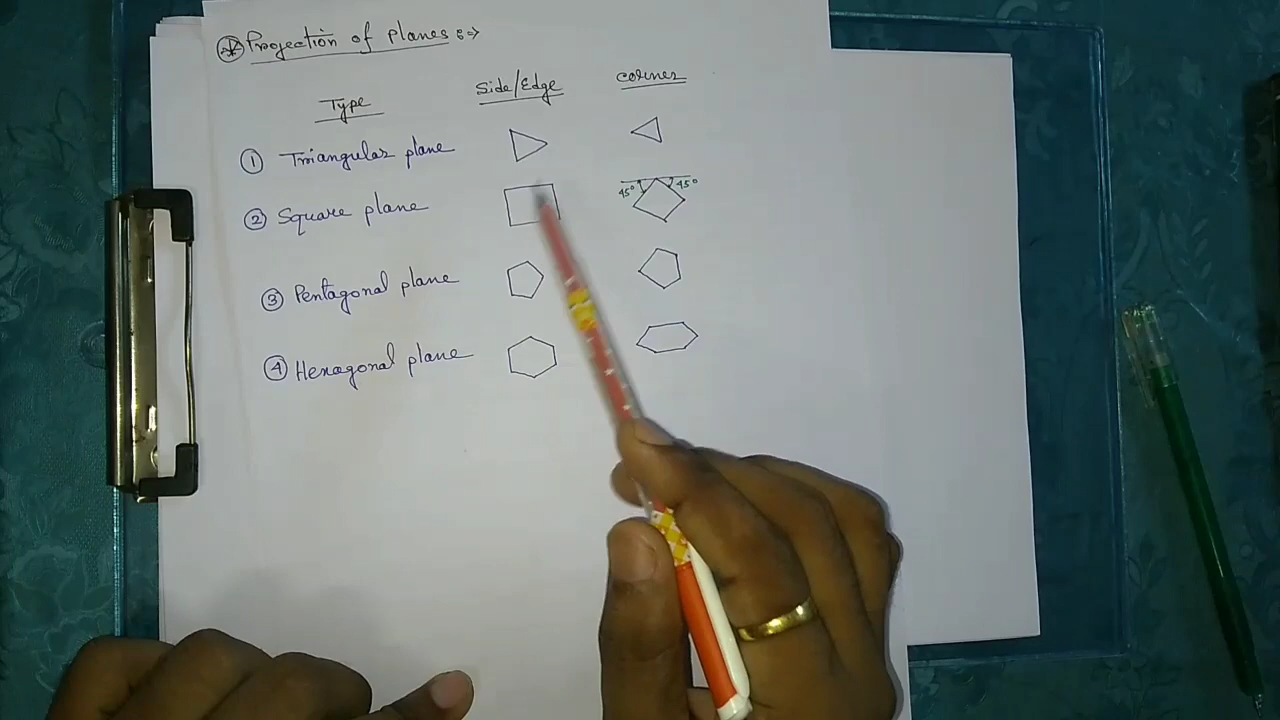 Projection of planes :⇒
Type Side/Edge corner
① Triangular plane
② Square plane 45° 45°
③ Pentagonal plane
④ Hexagonal plane